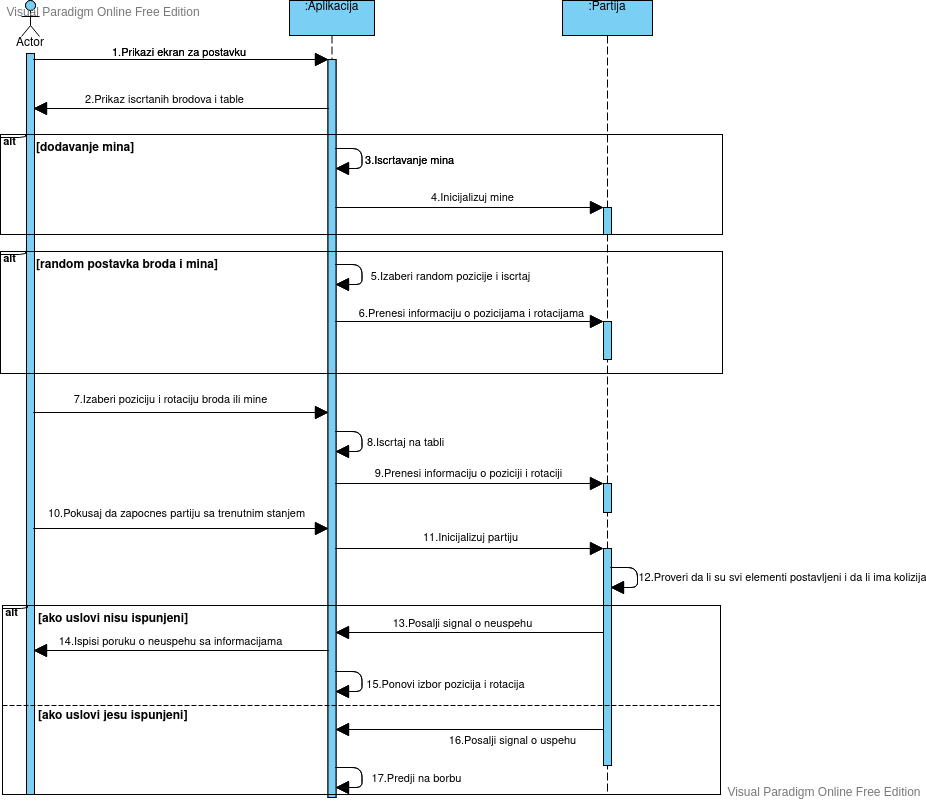 Visual Paradigm Online Free Edition
:Aplikacija
:Partija
Actor
1.Prikazi ekran za postavku
2.Prikaz iscrtanih brodova i table
alt
[dodavanje mina]
3.Iscrtavanje mina
4.Inicijalizuj mine
alt
[random postavka broda i mina]
5.Izaberi random pozicije i iscrtaj
6.Prenesi informaciju o pozicijama i rotacijama
7.Izaberi poziciju i rotaciju broda ili mine
8.Iscrtaj na tabli
9.Prenesi informaciju o poziciji i rotaciji
10.Pokusaj da zapocnes partiju sa trenutnim stanjem
11.Inicijalizuj partiju
12.Proveri da li su svi elementi postavljeni i da li ima kolizija
alt
[ako uslovi nisu ispunjeni]
13.Posalji signal o neuspehu
14.Ispisi poruku o neuspehu sa informacijama
15.Ponovi izbor pozicija i rotacija
[ako uslovi jesu ispunjeni]
16.Posalji signal o uspehu
17.Predji na borbu
Visual Paradigm Online Free Edition